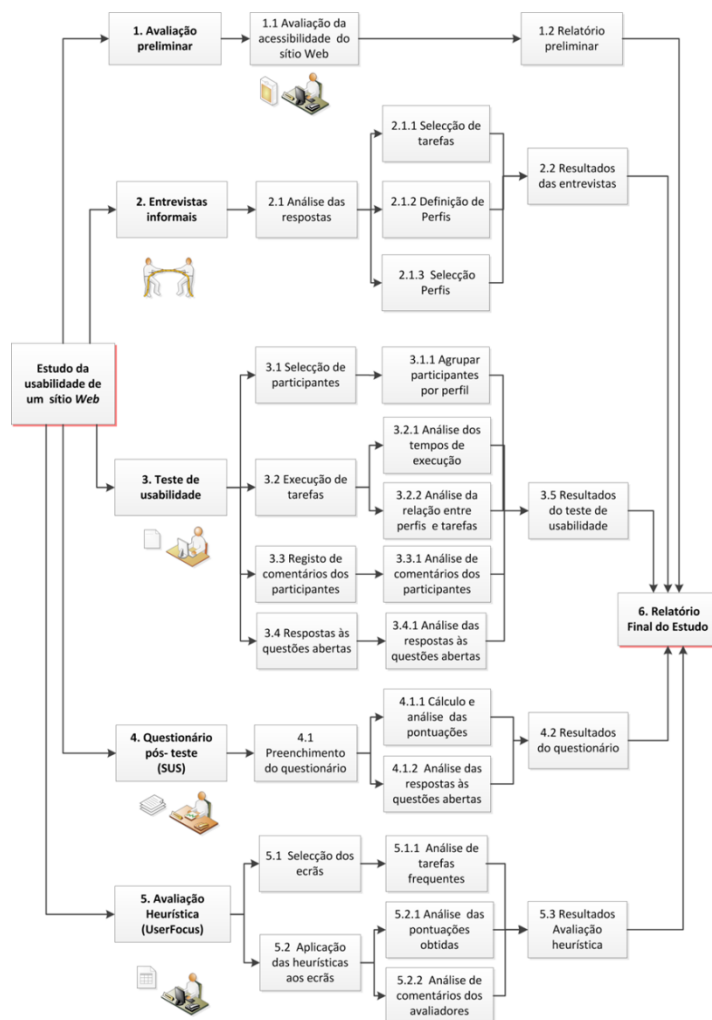 1. Avaliação
preliminar
1.1 Avaliação da
acessibilidade do
sítio Web
1.2 Relatório
preliminar
2. Entrevistas
informais
2.1 Análise das
respostas
2.1.1 Selecção de
tarefas
2.1.2 Definição de
Perfis
2.1.3 Selecção
Perfis
2.2 Resultados
das entrevistas
Estudo da
usabilidade de
um sítio Web
3. Teste de
usabilidade
3.1 Selecção de
participantes
3.1.1 Agrupar
participantes
por perfil
3.2 Execução de
tarefas
3.2.1 Análise dos
tempos de
execução
3.2.2 Análise da
relação entre
perfis e tarefas
3.3 Registo de
comentários dos
participantes
3.3.1 Análise de
comentários dos
participantes
3.4 Respostas às
questões abertas
3.4.1 Análise das
respostas às
questões abertas
3.5 Resultados
do teste de
usabilidade
6. Relatório
Final do Estudo
4. Questionário
pós- teste
(SUS)
4.1
Preenchimento
do questionário
4.1.1 Cálculo e
análise das
pontuações
4.1.2 Análise das
respostas às
questões abertas
4.2 Resultados
do questionário
5. Avaliação
Heurística
(UserFocus)
5.1 Selecção dos
ecrãs
5.1.1 Análise de
tarefas
frequentes
5.2 Aplicação
das heurísticas
aos ecrãs
5.2.1 Análise das
pontuações
obtidas
5.2.2 Análise de
comentários dos
avaliadores
5.3 Resultados
Avaliação
heurística